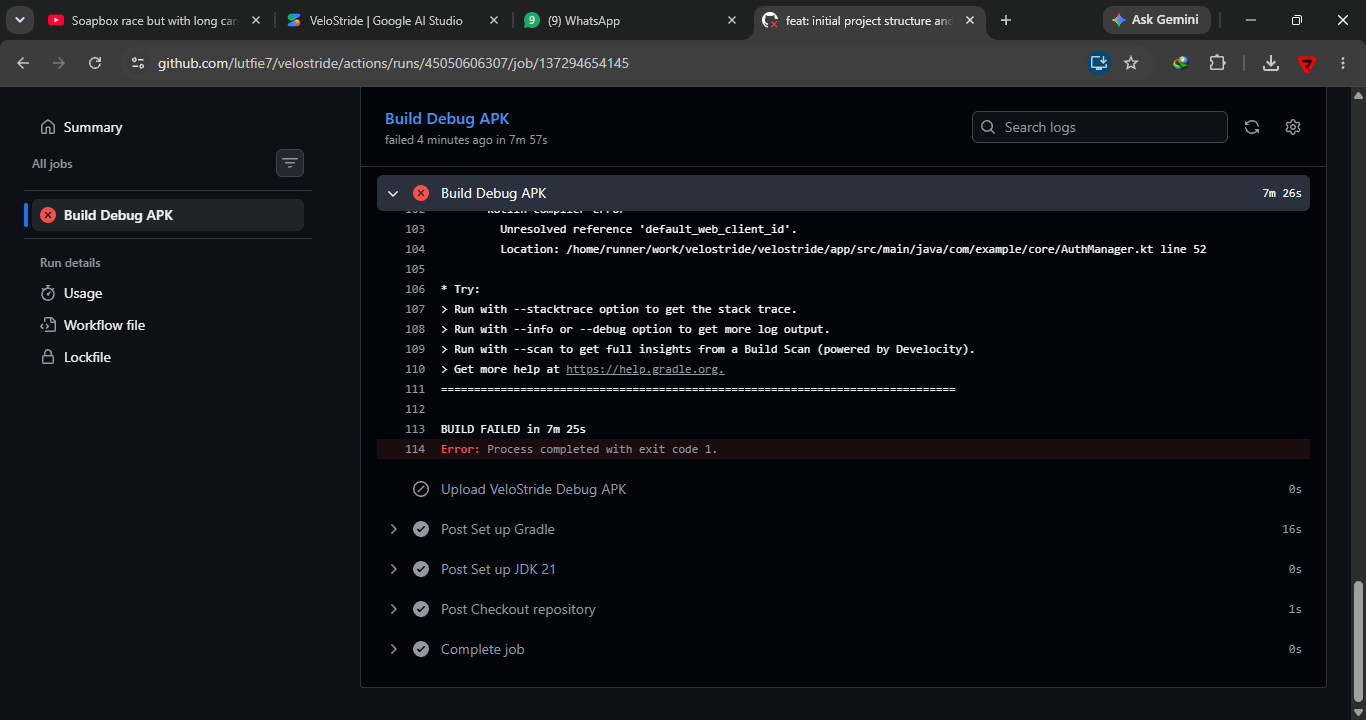 Soapbox race but with long car
VeloStride | Google AI Studio
9
(9) WhatsApp
feat: initial project structure and
Ask Gemini
github.com/lutfie7/velostride/actions/runs/45050606307/job/137294654145
Summary
All jobs
Build Debug APK
Run details
Usage
Workflow file
Lockfile
Build Debug APK
failed 4 minutes ago in 7m 57s
Search logs
Build Debug APK
7m 26s
102 Kotlin compiler error
103 Unresolved reference 'default_web_client_id'.
104 Location: /home/runner/work/velostride/velostride/app/src/main/java/com/example/core/AuthManager.kt line 52
105
106 * Try:
107 > Run with --stacktrace option to get the stack trace.
108 > Run with --info or --debug option to get more log output.
109 > Run with --scan to get full insights from a Build Scan (powered by Develocity).
110 > Get more help at https://help.gradle.org.
111 ==============================================================================
112
113 BUILD FAILED in 7m 25s
114 Error: Process completed with exit code 1.
Upload VeloStride Debug APK 0s
Post Set up Gradle 16s
Post Set up JDK 21 0s
Post Checkout repository 1s
Complete job 0s